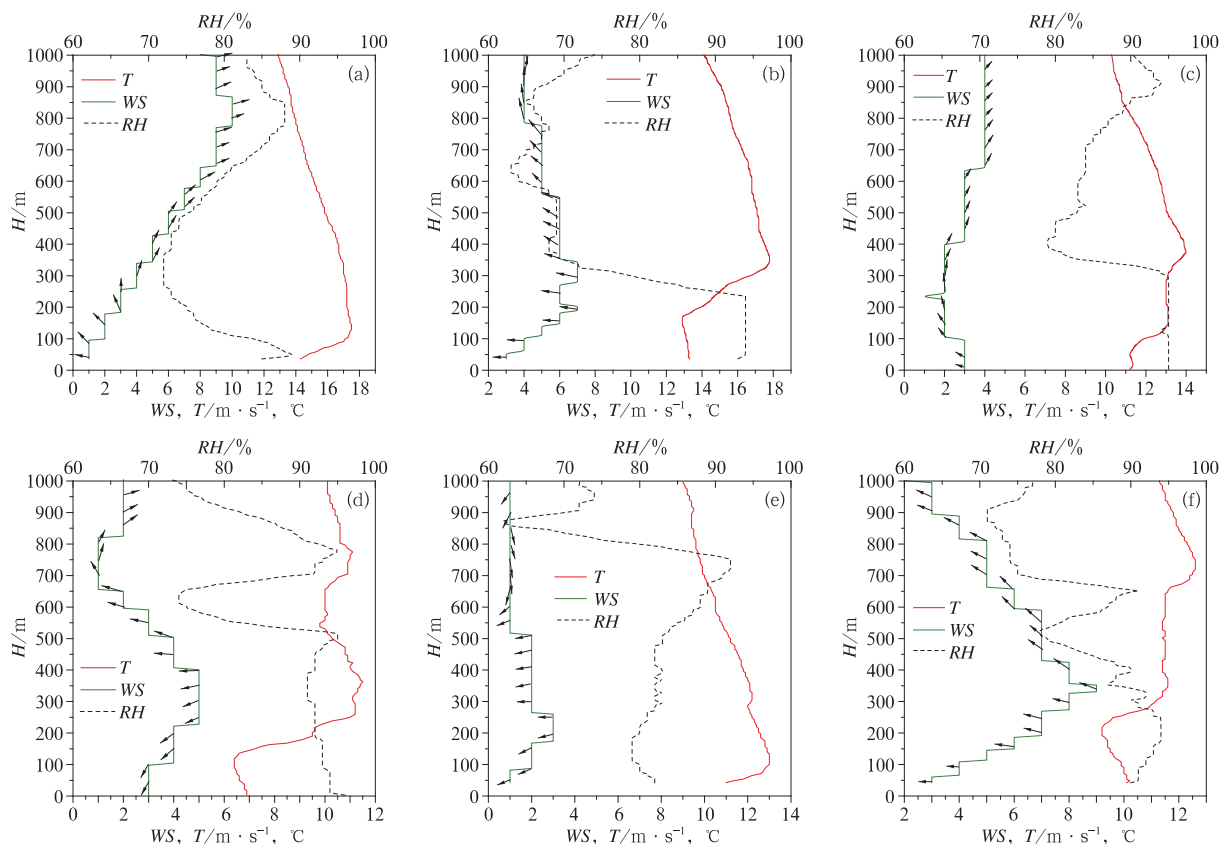 RH/%
60 70 80 90 100
1000
900
800
700
600
500
400
300
200
100
0
H/m
(a)
T
WS
RH
0 2 4 6 8 10 12 14 16 18
WS, T/m · s⁻¹, ℃
RH/%
60 70 80 90 100
1000
900
800
700
600
500
400
300
200
100
0
H/m
(b)
T
WS
RH
2 4 6 8 10 12 14 16 18
WS, T/m · s⁻¹, ℃
RH/%
60 70 80 90 100
1000
900
800
700
600
500
400
300
200
100
0
H/m
(c)
T
WS
RH
0 2 4 6 8 10 12 14
WS, T/m · s⁻¹, ℃
RH/%
60 70 80 90 100
1000
900
800
700
600
500
400
300
200
100
0
H/m
(d)
T
WS
RH
0 2 4 6 8 10 12
WS, T/m · s⁻¹, ℃
RH/%
60 70 80 90 100
1000
900
800
700
600
500
400
300
200
100
0
H/m
(e)
T
WS
RH
0 2 4 6 8 10 12 14
WS, T/m · s⁻¹, ℃
RH/%
60 70 80 90 100
1000
900
800
700
600
500
400
300
200
100
0
H/m
(f)
T
WS
RH
2 4 6 8 10 12
WS, T/m · s⁻¹, ℃